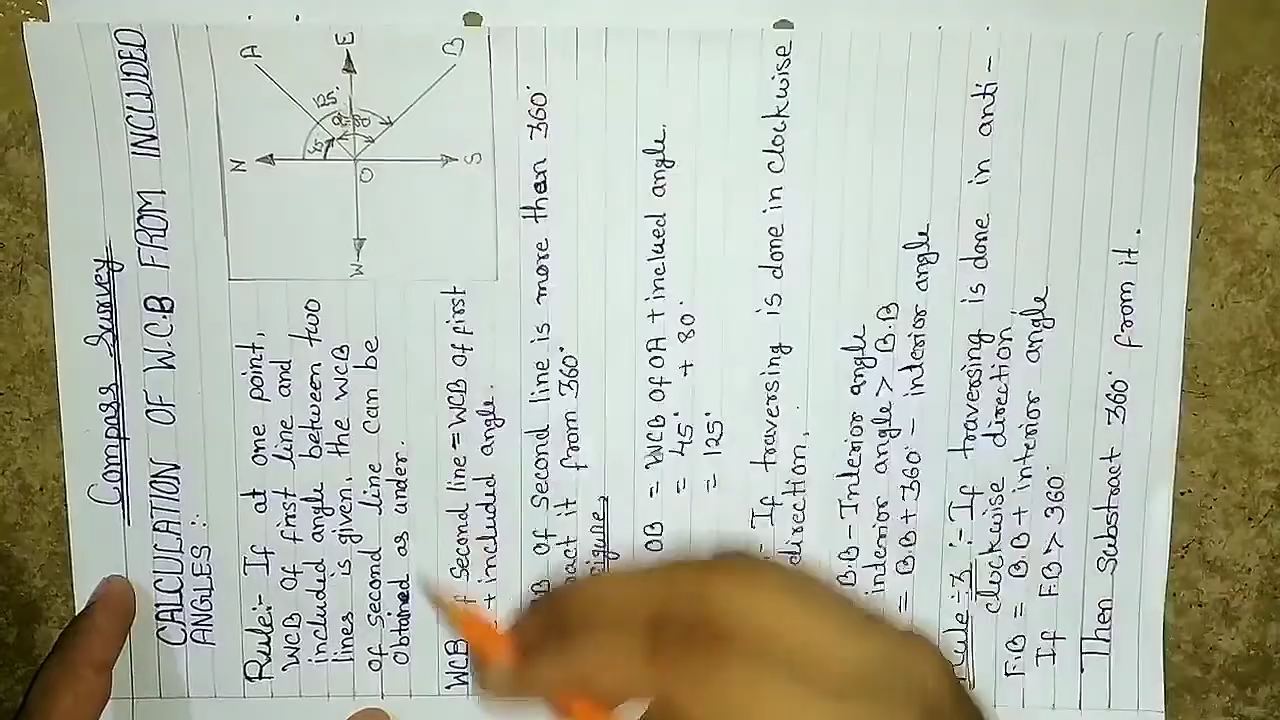 Compass Survey
CALCULATION OF W.C.B FROM INCLUDED
ANGLES :-
Rule:- If at one point,
WCB of first line and
included angle between two
lines is given, the WCB
of second line can be
Obtained as under.
N
A
E
B
S
W
O
45°
125°
80°
WCB Second line = WCB of first
+ included angle.
of second line is more than 360°
it from 360°
OB = WCB of OA + inclued angle.
= 45° + 80°
= 125°
:- If traversing is done in clockwise
direction.
B.B - Interior angle
interior angle > B.B
= B.B + 360° - interior angle
Rule :3 :- If traversing is done in anti -
clockwise direction
F.B = B.B + interior angle
If F.B > 360°
Then Substract 360° from it.